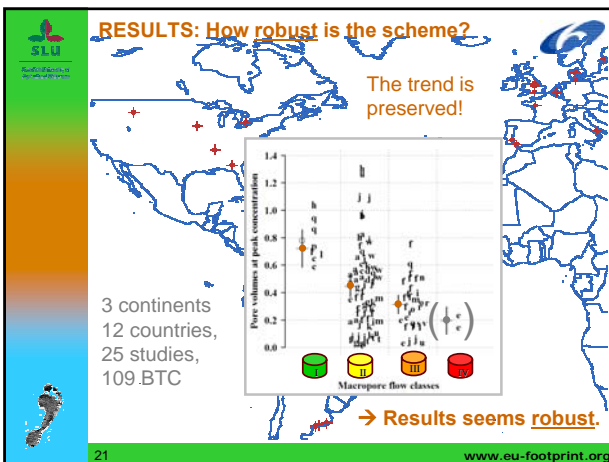 RESULTS: How robust is the scheme?
SLU
The trend is
preserved!
Pore volumes at peak concentration
1.4
1.2
1.0
0.8
0.6
0.4
0.2
0.0
I
II
III
IV
Macropore flow classes
3 continents
12 countries,
25 studies,
109.BTC
→ Results seems robust.
21
www.eu-footprint.org